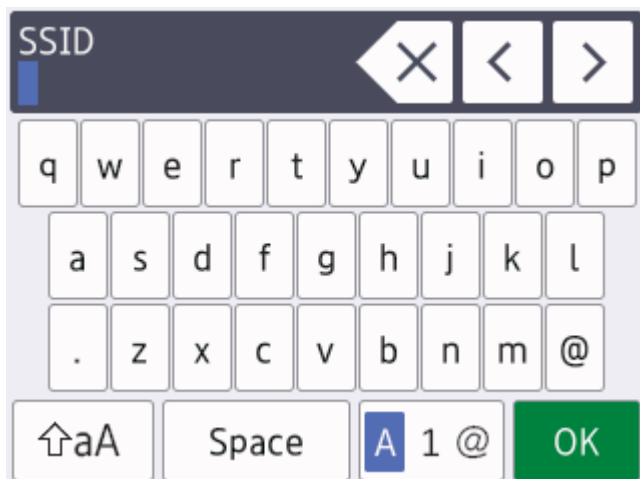 SSID
< >
q w e r t y u i o p
a s d f g h j k l
. z x c v b n m @
⇧aA Space A 1 @ OK